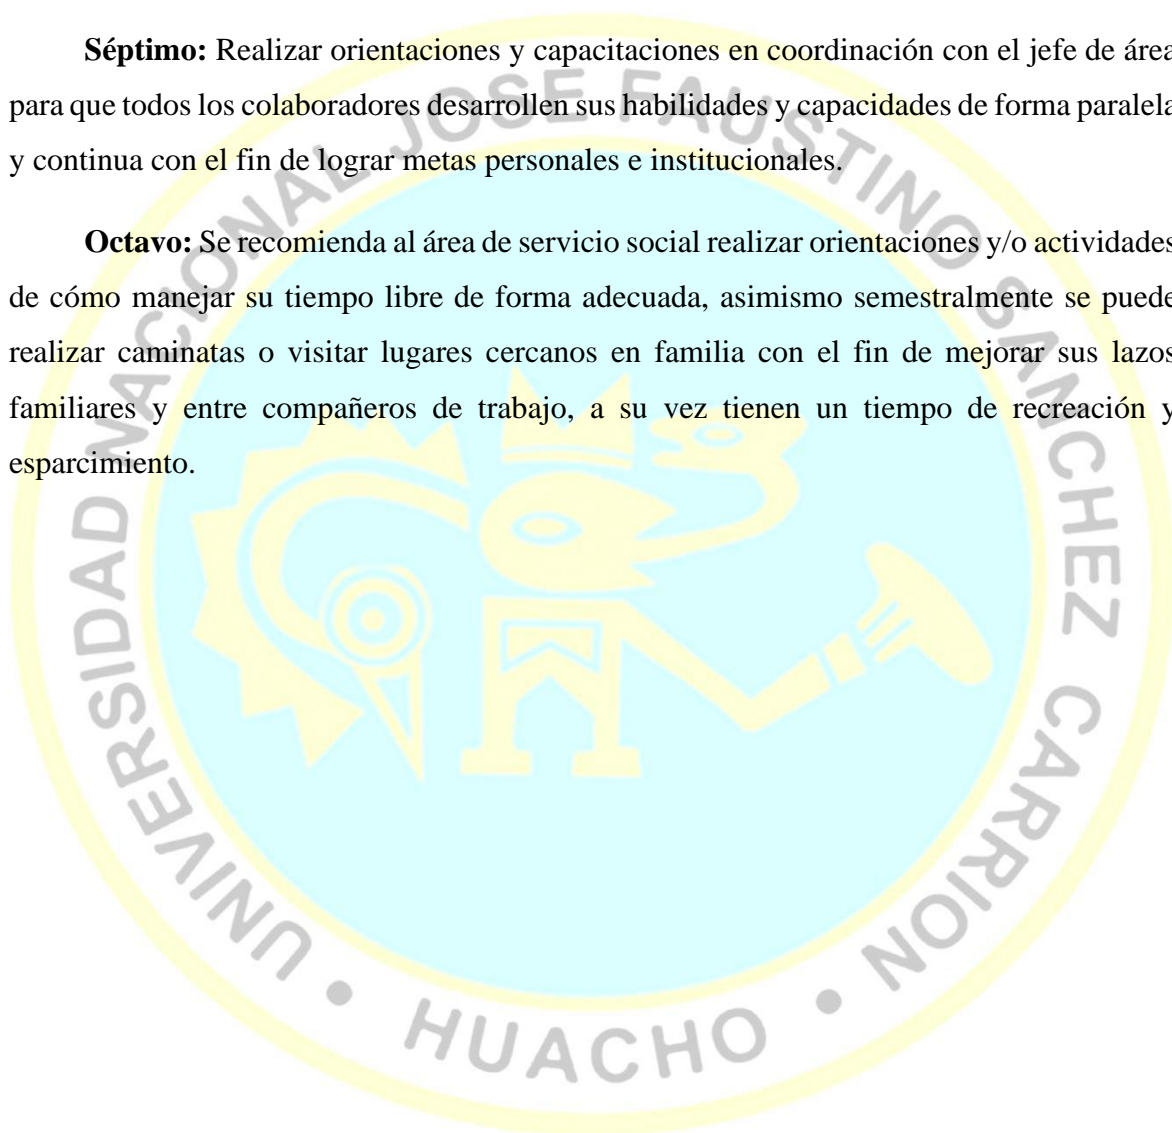 Séptimo: Realizar orientaciones y capacitaciones en coordinación con el jefe de área
para que todos los colaboradores desarrollen sus habilidades y capacidades de forma paralela
y continua con el fin de lograr metas personales e institucionales.
Octavo: Se recomienda al área de servicio social realizar orientaciones y/o actividades
de cómo manejar su tiempo libre de forma adecuada, asimismo semestralmente se puede
realizar caminatas o visitar lugares cercanos en familia con el fin de mejorar sus lazos
familiares y entre compañeros de trabajo, a su vez tienen un tiempo de recreación y
esparcimiento.
UNIVERSIDAD NACIONAL JOSE FAUSTINO SANCHEZ CARRION
• HUACHO •